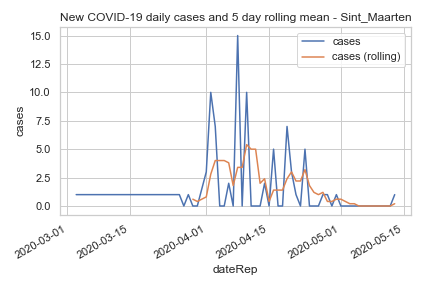 New COVID-19 daily cases and 5 day rolling mean - Sint_Maarten
cases
cases (rolling)
cases
15.0
12.5
10.0
7.5
5.0
2.5
0.0
2020-03-01
2020-03-15
2020-04-01
2020-04-15
2020-05-01
2020-05-15
dateRep